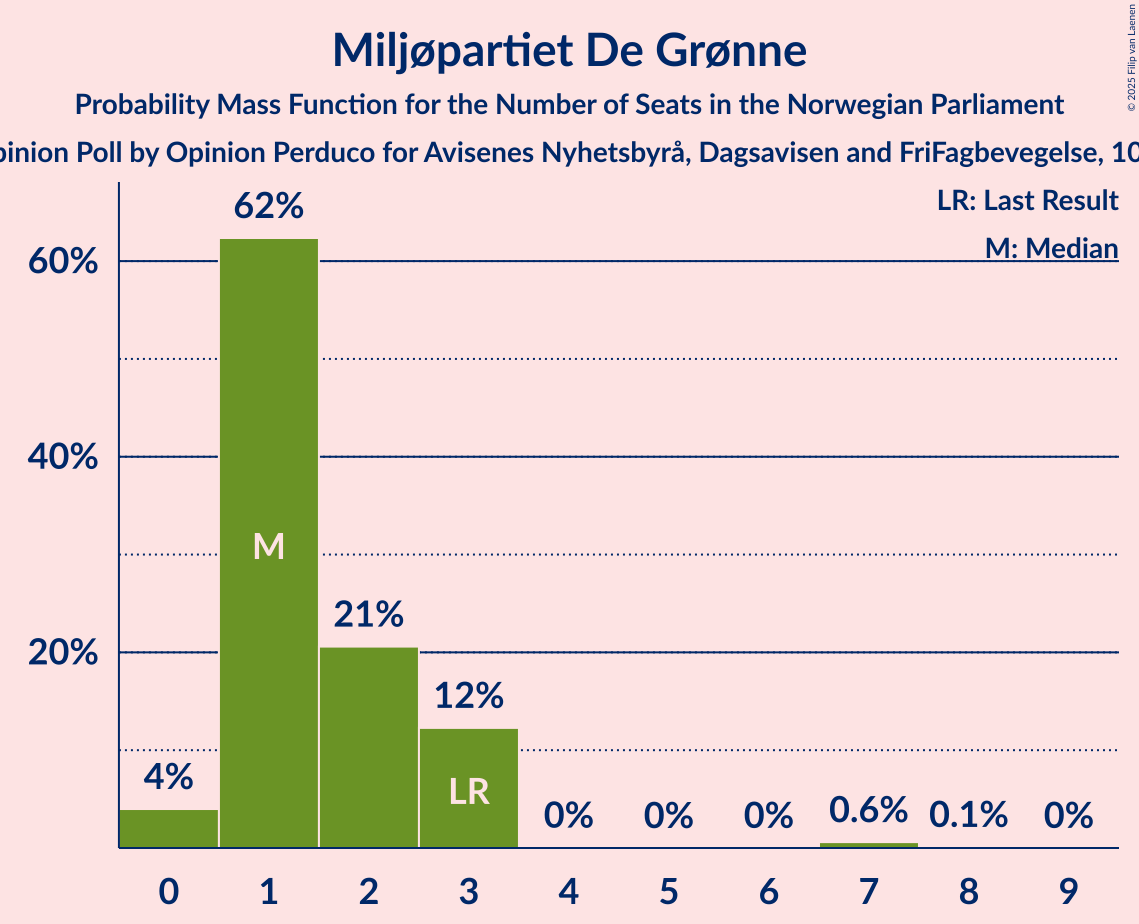 Miljøpartiet De Grønne
Probability Mass Function for the Number of Seats in the Norwegian Parliament
Poll by Opinion Perduco for Avisenes Nyhetsbyrå, Dagsavisen and FriFagbevegelse,
© 2025 Filip van Laenen
LR: Last Result
M: Median
62%
60%
40%
M
21%
20%
12%
4%
LR
0%
0%
0%
0.6%
0.1%
0%
0
1
2
3
4
5
6
7
8
9